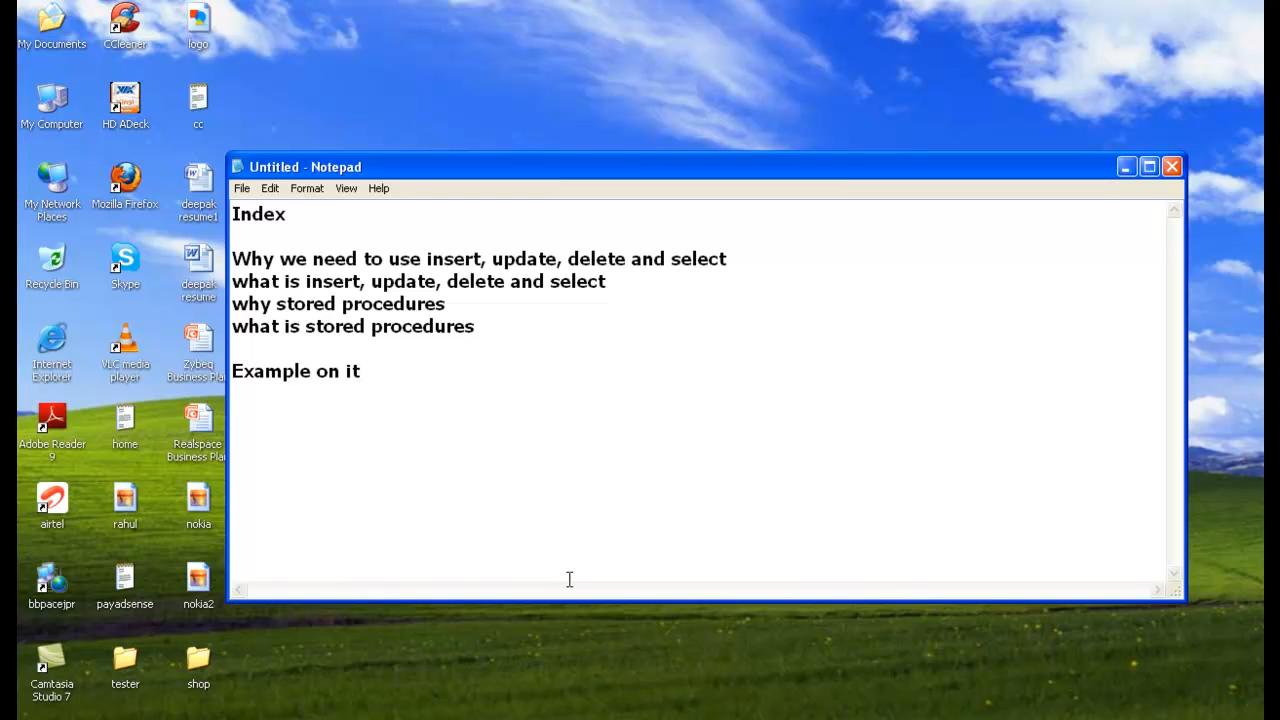 My Documents
CCleaner
logo
My Computer
HD ADeck
cc
My Network
Places
Mozilla Firefox
deepak
resume1
Recycle Bin
Skype
deepak
resume
Internet
Explorer
VLC media
player
Zybeq
Business Pla
Adobe Reader
9
home
Realspace
Business Pla
airtel
rahul
nokia
bbpacejpr
payadsense
nokia2
Camtasia
Studio 7
tester
shop
Untitled - Notepad
File Edit Format View Help
Index
Why we need to use insert, update, delete and select
what is insert, update, delete and select
why stored procedures
what is stored procedures
Example on it